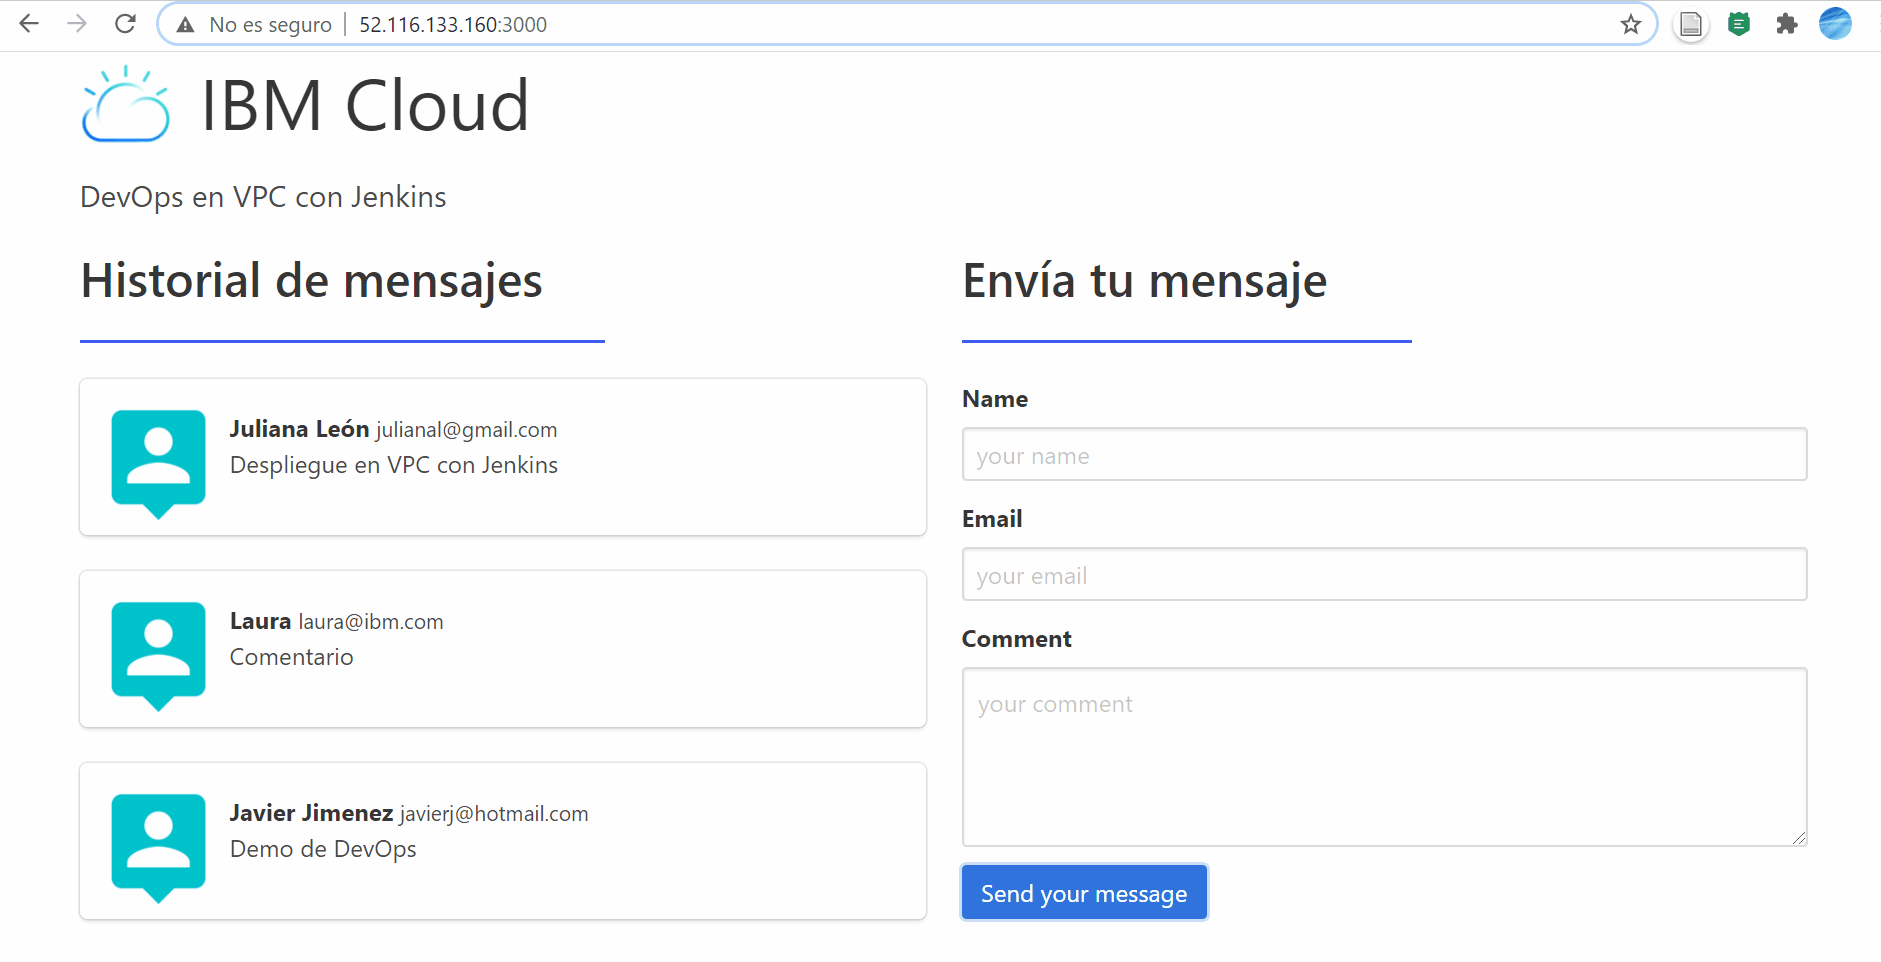 No es seguro | 52.116.133.160:3000
IBM Cloud
DevOps en VPC con Jenkins
Historial de mensajes
Juliana León julianal@gmail.com
Despliegue en VPC con Jenkins
Laura laura@ibm.com
Comentario
Javier Jimenez javierj@hotmail.com
Demo de DevOps
Envía tu mensaje
Name
your name
Email
your email
Comment
your comment
Send your message